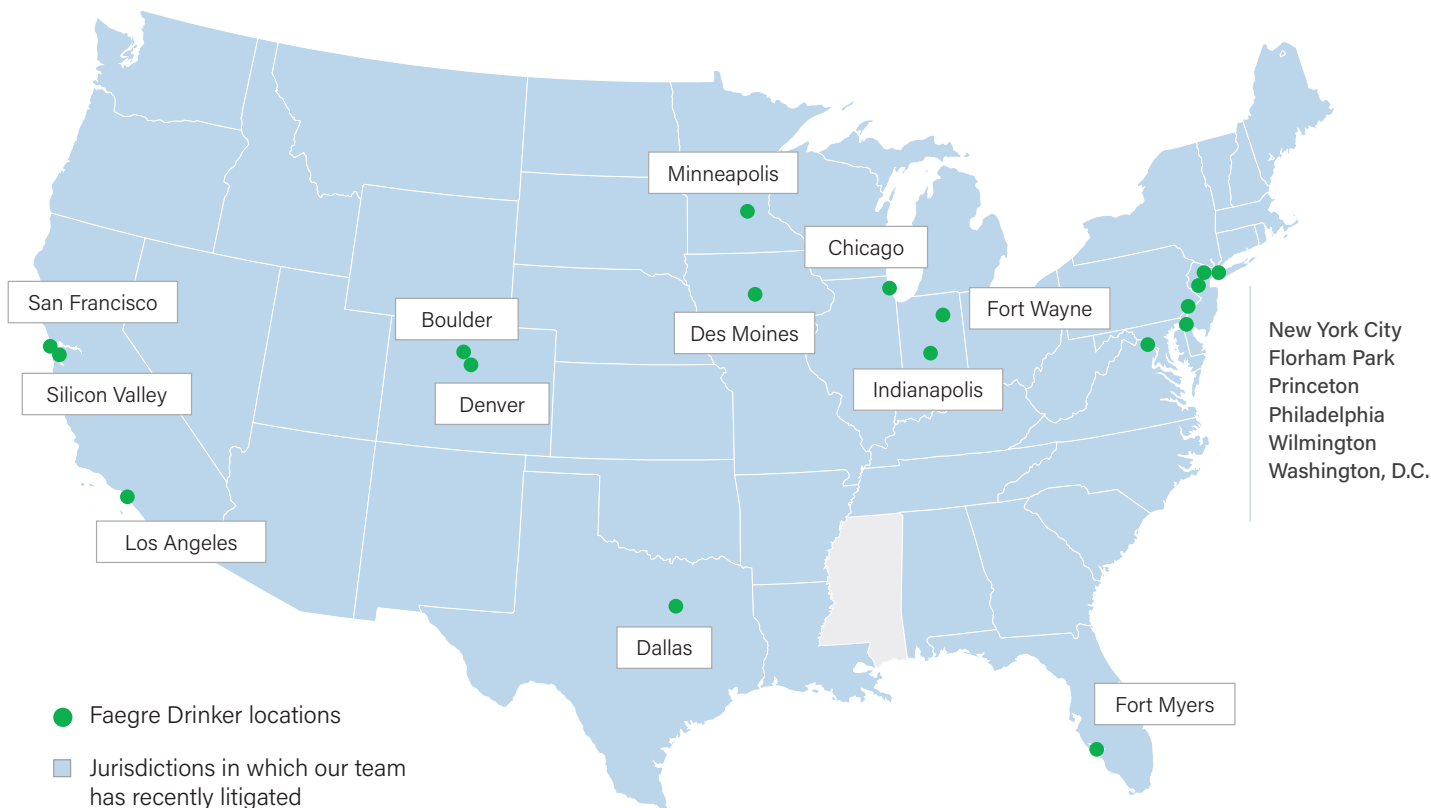 Minneapolis
Chicago
San Francisco
Fort Wayne
Boulder
Des Moines
New York City
Florham Park
Princeton
Philadelphia
Wilmington
Washington, D.C.
Silicon Valley
Denver
Indianapolis
Los Angeles
Dallas
Fort Myers
Faegre Drinker locations
Jurisdictions in which our team
has recently litigated